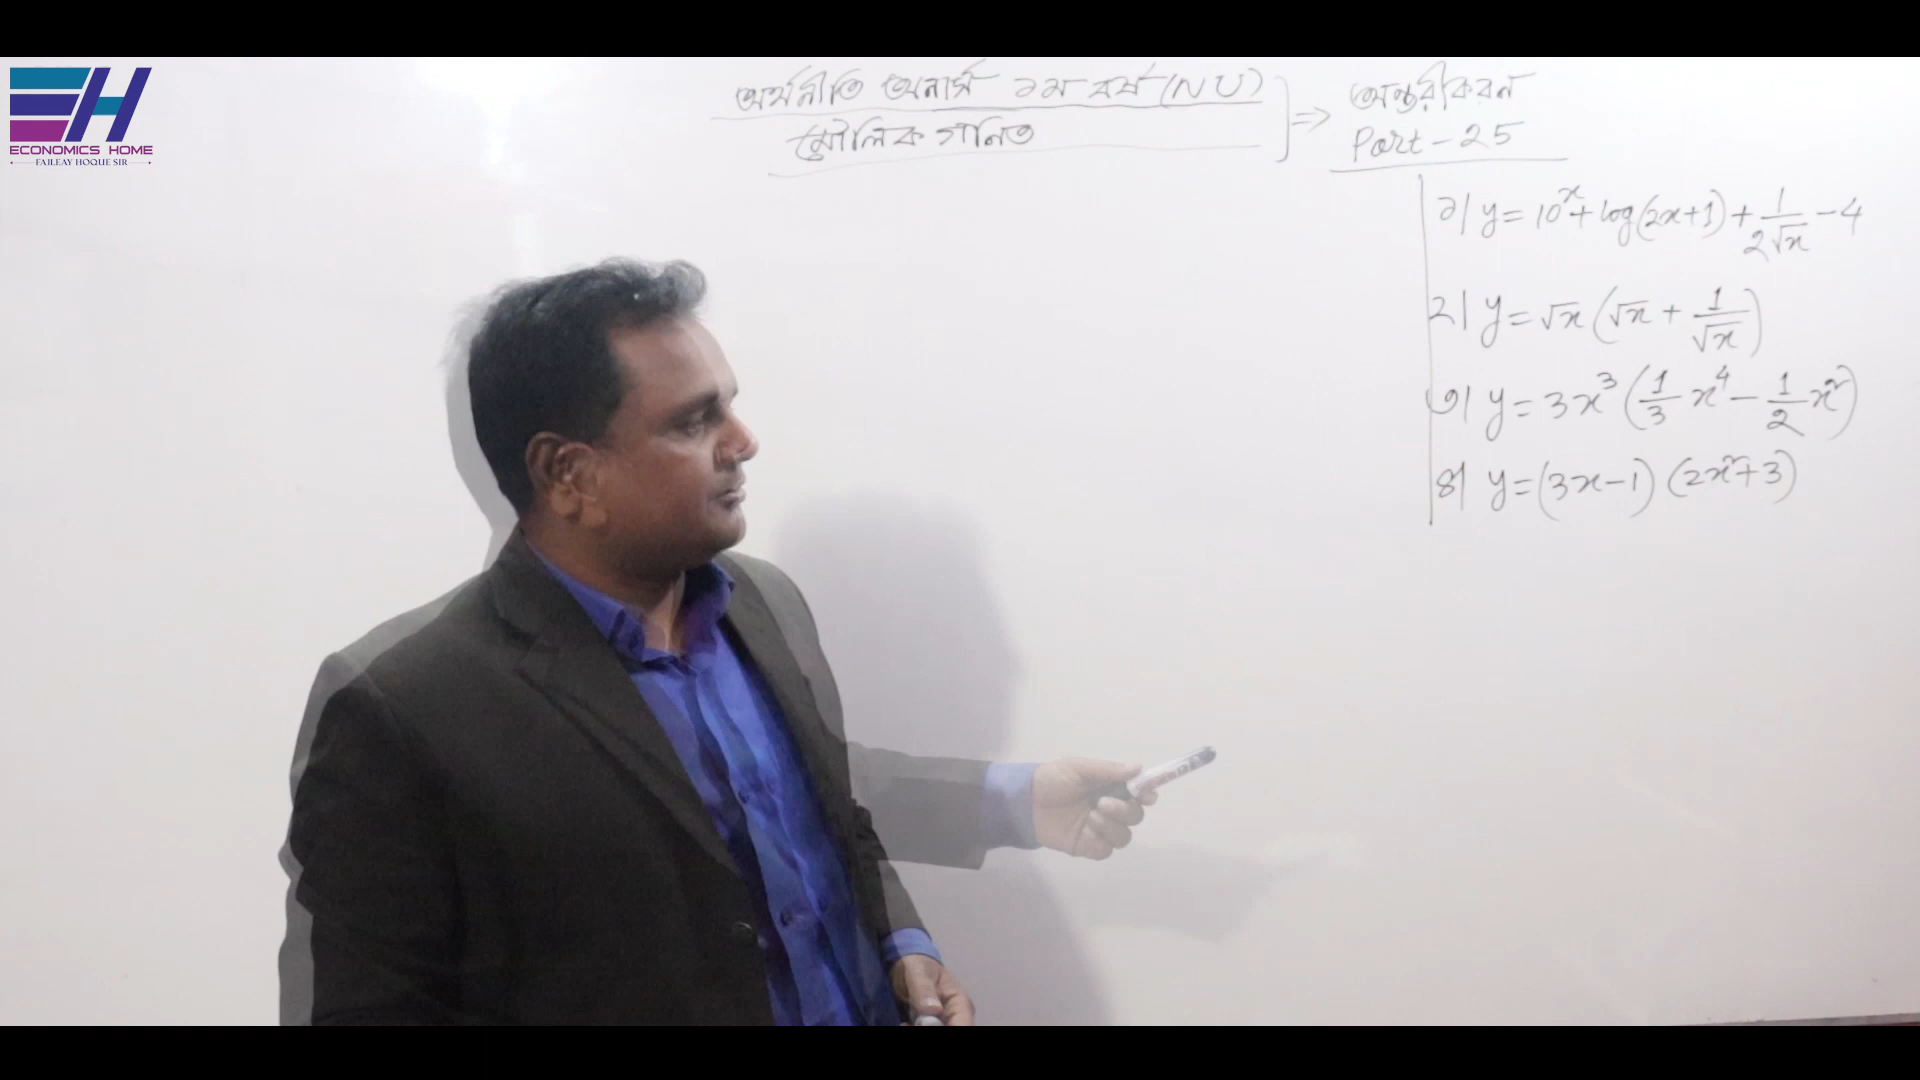 ECONOMICS HOME
FAILEAY HOQUE SIR
অর্থনীতি অনার্স ১ম বর্ষ (NU)
মৌলিক গনিত
⇒ অন্তরীকরন
Part-25
১| y = 10^x + log(2x+1) + 1/(2√x) - 4
২| y = √x (√x + 1/√x)
৩| y = 3x³ (1/3 x⁴ - 1/2 x²)
৪| y = (3x-1) (2x²+3)